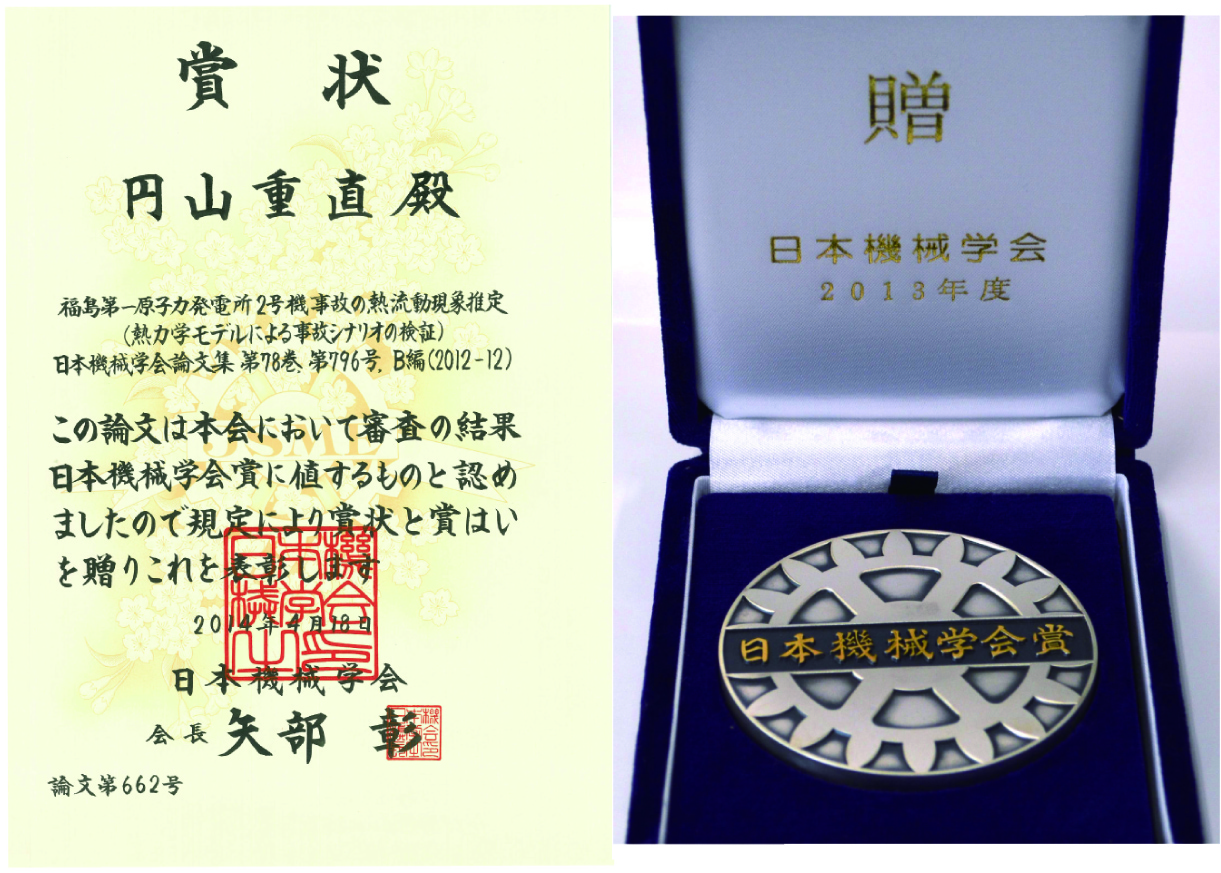 賞状
円山重直殿
福島第一原子力発電所2号機事故の熱流動現象推定
(熱力学モデルによる事故シナリオの検証)
日本機械学会論文集 第78巻, 第796号, B編(2012-12)
この論文は本会において審査の結果
日本機械学会賞に値するものと認め
ましたので規定により賞状と賞はい
を贈りこれを表彰します
2014年4月18日
日本機械学会
会長 矢部 彰
論文第662号
JSME
贈
日本機械学会
2013年度
日本機械学会賞